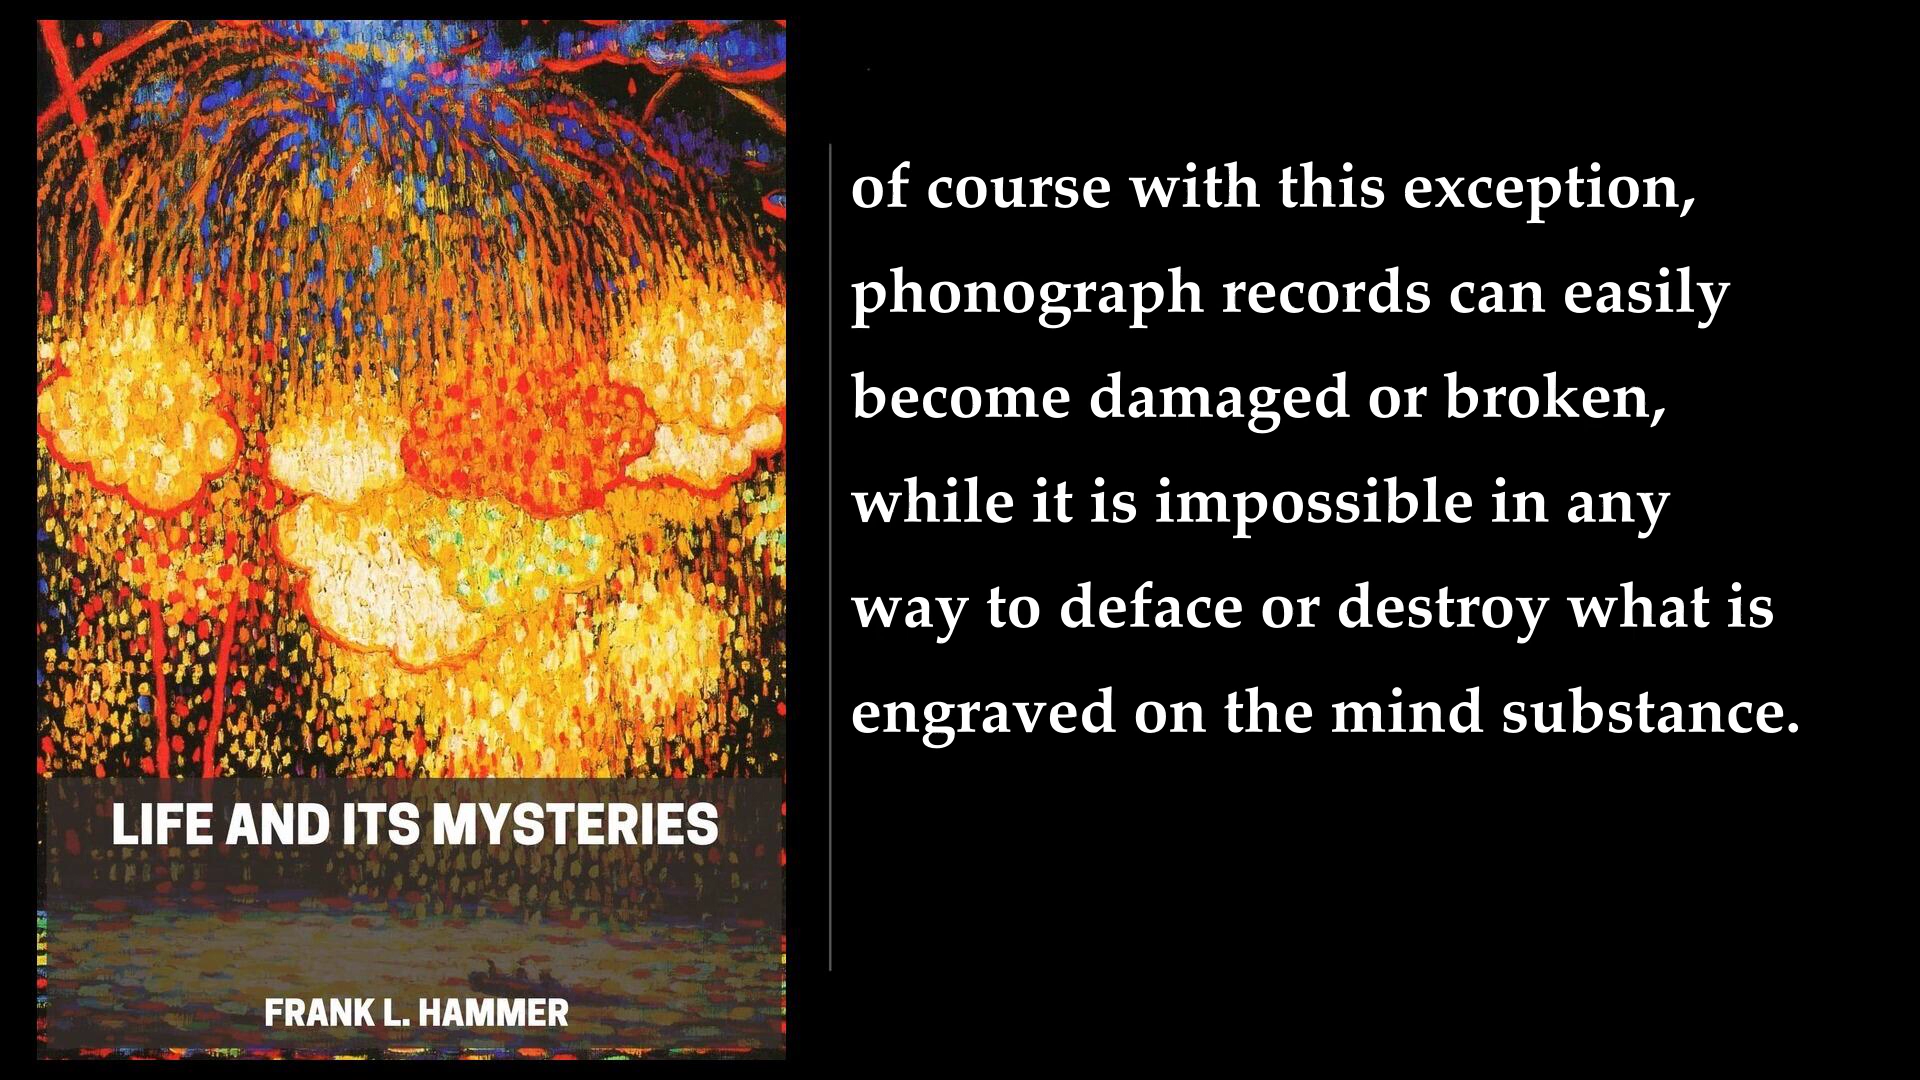 of course with this exception,
phonograph records can easily
become damaged or broken,
while it is impossible in any
way to deface or destroy what is
engraved on the mind substance.
LIFE AND ITS MYSTERIES
FRANK L. HAMMER